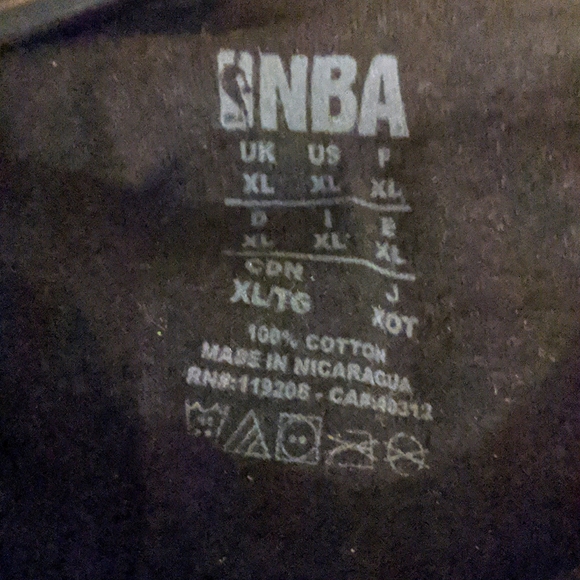 NBA
UK US F
XL XL XL
D I E
XL XL XL
CDN J
XL/TG XOT
100% COTTON
MADE IN NICARAGUA
RN#:119206 - CA#:40312